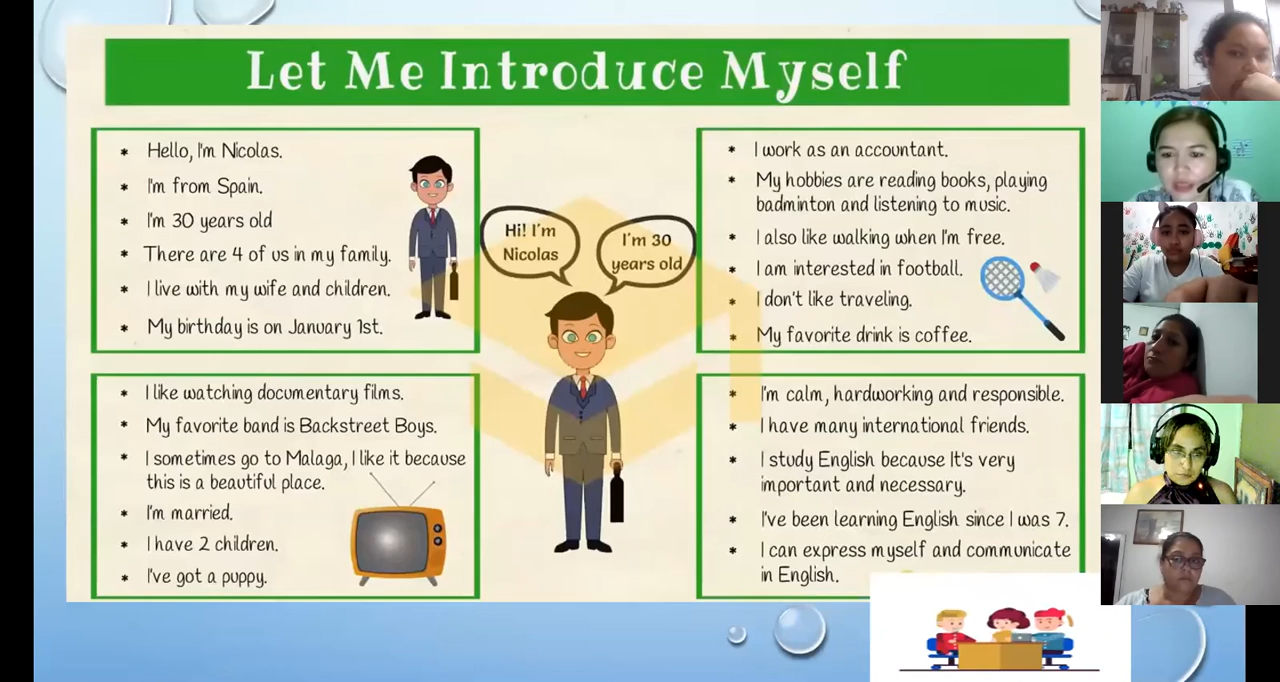 Let Me Introduce Myself
* Hello, I'm Nicolas.
* I'm from Spain.
* I'm 30 years old
* There are 4 of us in my family.
* I live with my wife and children.
* My birthday is on January 1st.
Hi! I'm
Nicolas
I'm 30
years old
* I work as an accountant.
* My hobbies are reading books, playing
badminton and listening to music.
* I also like walking when I'm free.
* I am interested in football.
* I don't like traveling.
* My favorite drink is coffee.
* I like watching documentary films.
* My favorite band is Backstreet Boys.
* I sometimes go to Malaga, I like it because
this is a beautiful place.
* I'm married.
* I have 2 children.
* I've got a puppy.
* I'm calm, hardworking and responsible.
* I have many international friends.
* I study English because It's very
important and necessary.
* I've been learning English since I was 7.
* I can express myself and communicate
in English.